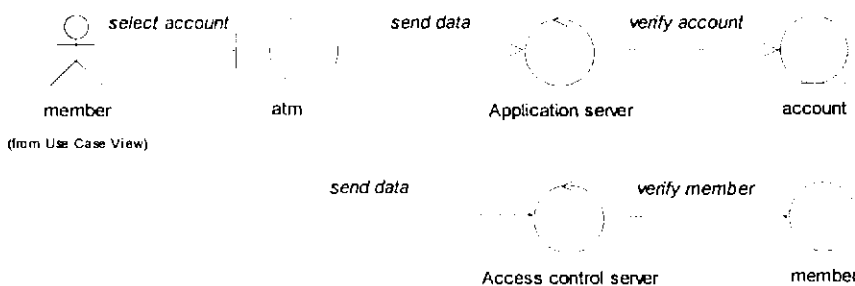 select account
send data
verify account
member
atm
Application server
account
(from Use Case View)
send data
verify member
Access control server
member